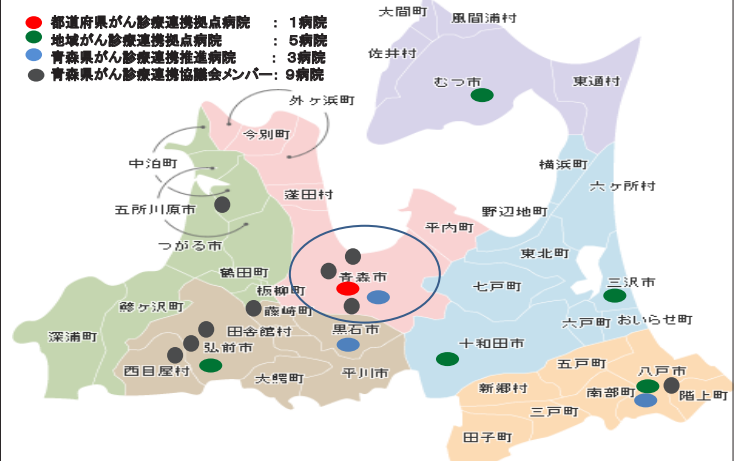 都道府県がん診療連携拠点病院 ： 1病院
地域がん診療連携拠点病院 ： 5病院
青森県がん診療連携推進病院 ： 3病院
青森県がん診療連携協議会メンバー：9病院
大間町
風間浦村
佐井村
むつ市
東通村
外ヶ浜町
今別町
中泊町
蓬田村
横浜町
六ヶ所村
五所川原市
野辺地町
平内町
つがる市
東北町
鶴田町
青森市
七戸町
三沢市
板柳町
鰺ヶ沢町
藤崎町
六戸町
おいらせ町
深浦町
田舎館村
黒石市
弘前市
十和田市
西目屋村
大鰐町
平川市
五戸町
八戸市
新郷村
南部町
階上町
三戸町
田子町